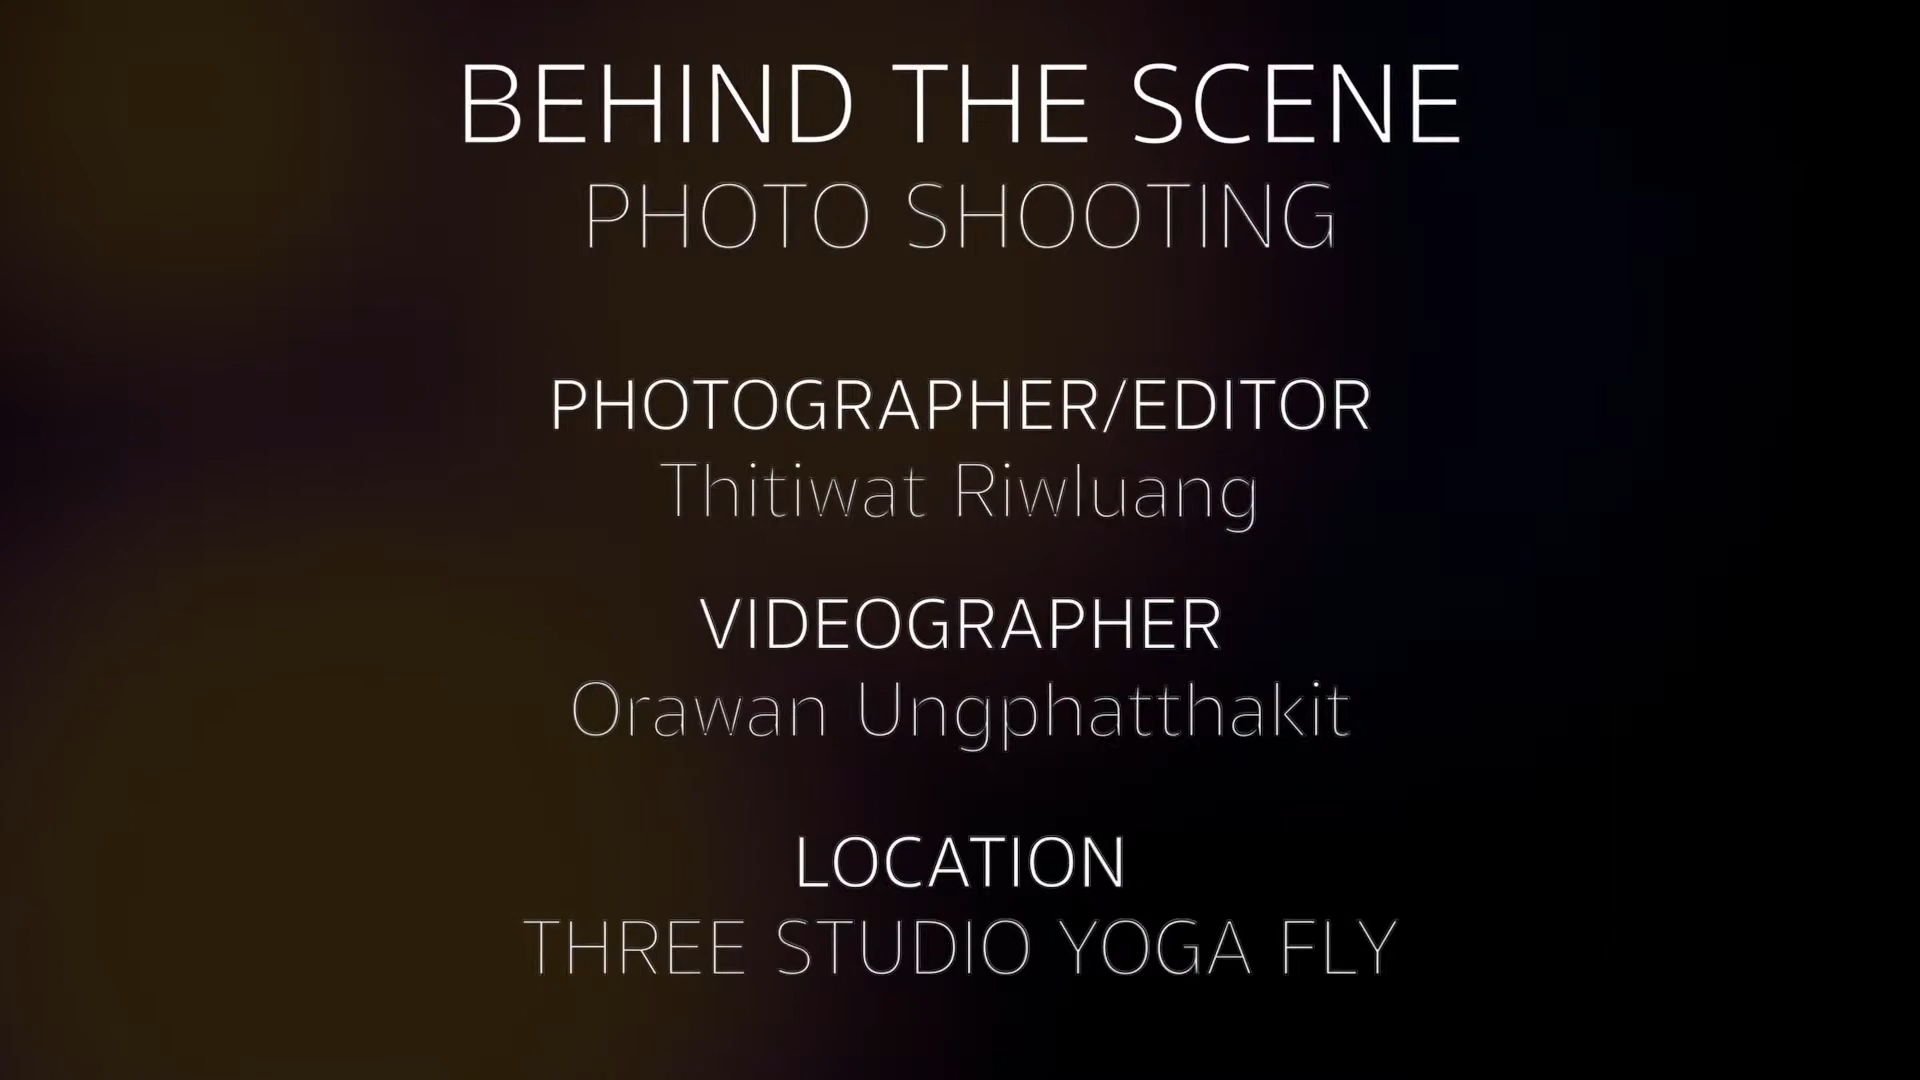 BEHIND THE SCENE
PHOTO SHOOTING
PHOTOGRAPHER/EDITOR
Thitiwat Riwluang
VIDEOGRAPHER
Orawan Ungphatthakit
LOCATION
THREE STUDIO YOGA FLY